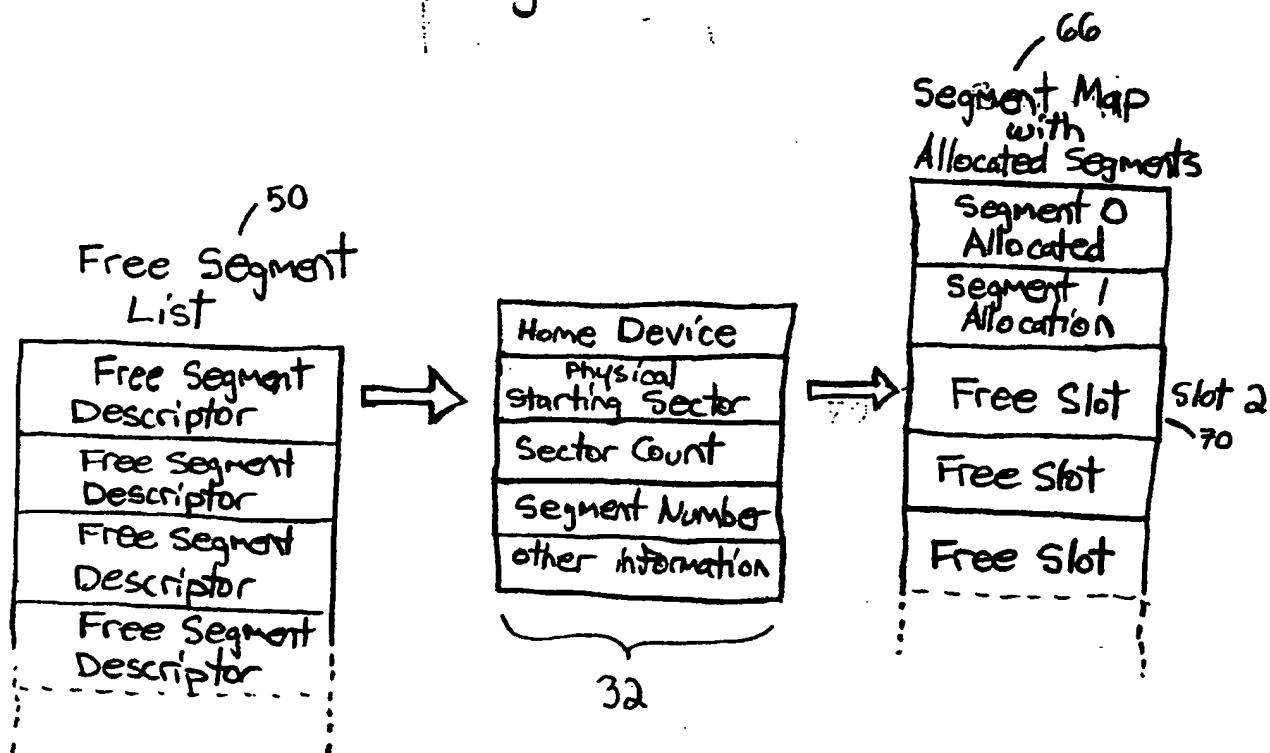 50
Free Segment
List
Free Segment
Descriptor
Free Segment
Descriptor
Free Segment
Descriptor
Free Segment
Descriptor
Home Device
Physical
Starting Sector
Sector Count
Segment Number
other information
32
66
Segment Map
with
Allocated Segments
Segment 0
Allocated
Segment 1
Allocation
Free Slot
Slot 2
70
Free Slot
Free Slot